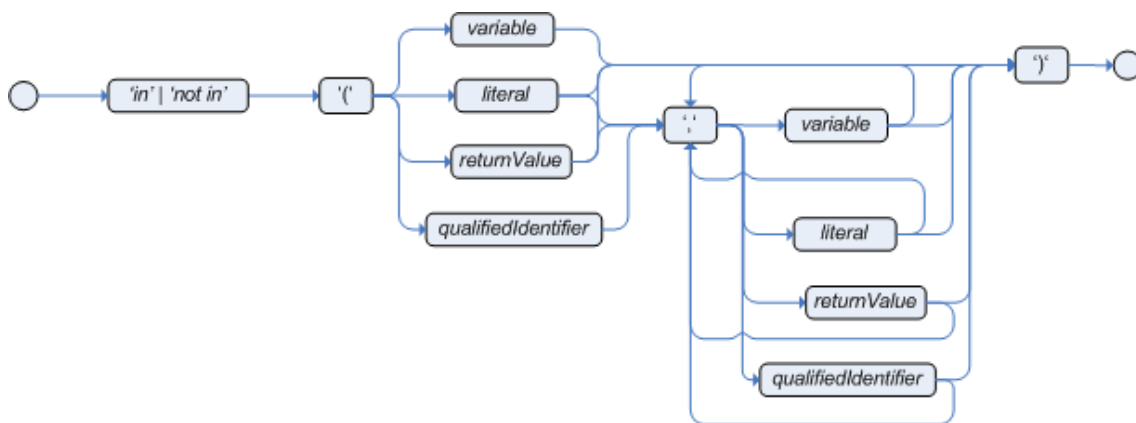 variable
'in' | 'not in'
'('
literal
returnValue
qualifiedIdentifier
','
variable
literal
returnValue
qualifiedIdentifier
')'